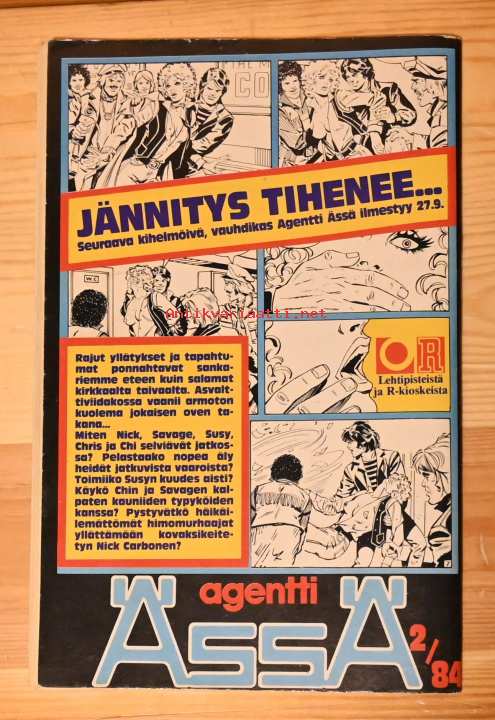 CO
JÄNNITYS TIHENEE...
Seuraava kihelmöivä, vauhdikas Agentti Ässä ilmestyy 27.9.
W.C
Antikvariaatti.net
R
Lehtipisteistä
ja R-kioskeista
Rajut yllätykset ja tapahtu-
mat ponnahtavat sanka-
riemme eteen kuin salamat
kirkkaalta taivaalta. Asvalt-
tiviidakossa vaanii armoton
kuolema jokaisen oven ta-
kana...
Miten Nick, Savage, Susy,
Chris ja Chi selviävät jatkos-
sa? Pelastaako nopea äly
heidät jatkuvista vaaroista?
Toimiiko Susyn kuudes aisti?
Käykö Chin ja Savagen kal-
paten kauniiden typyköiden
kanssa? Pystyvätkö häikäi-
lemättömät himomurhaajat
yllättämään kovaksikeite-
tyn Nick Carbonen?
agentti
ÄSSÄ
2/84